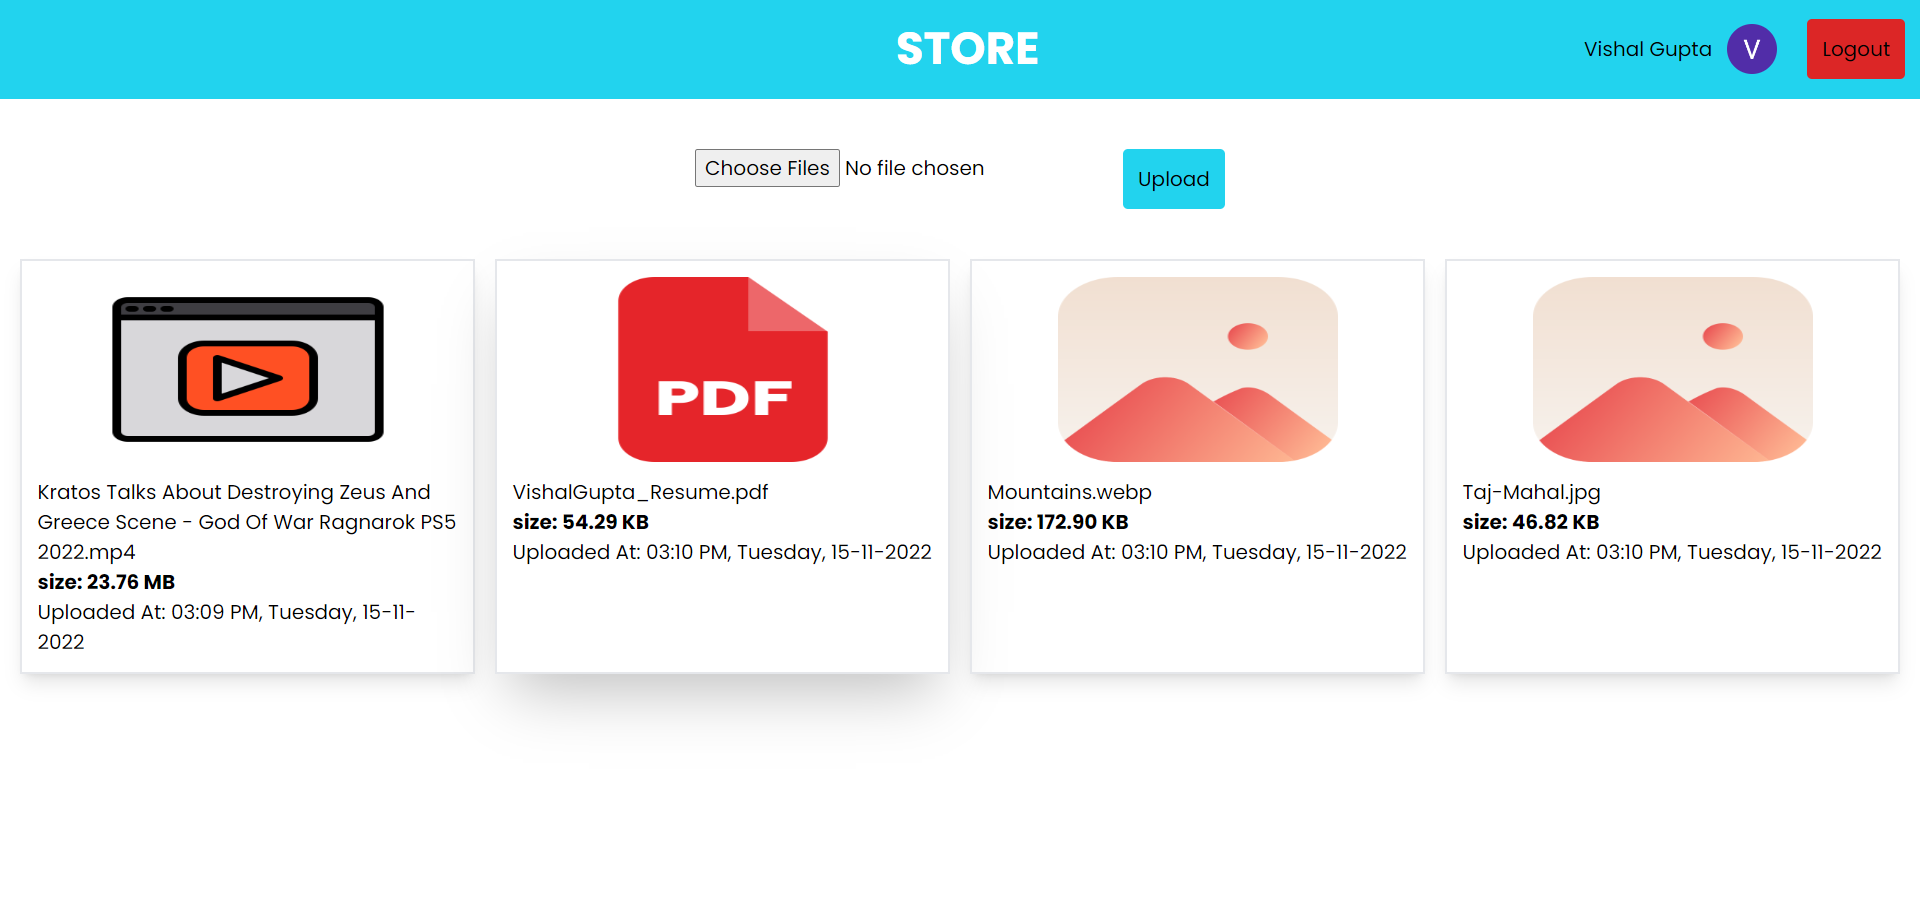 STORE
Vishal Gupta
V
Logout
Choose Files No file chosen
Upload
Kratos Talks About Destroying Zeus And
Greece Scene - God Of War Ragnarok PS5
2022.mp4
size: 23.76 MB
Uploaded At: 03:09 PM, Tuesday, 15-11-
2022
PDF
VishalGupta_Resume.pdf
size: 54.29 KB
Uploaded At: 03:10 PM, Tuesday, 15-11-2022
Mountains.webp
size: 172.90 KB
Uploaded At: 03:10 PM, Tuesday, 15-11-2022
Taj-Mahal.jpg
size: 46.82 KB
Uploaded At: 03:10 PM, Tuesday, 15-11-2022